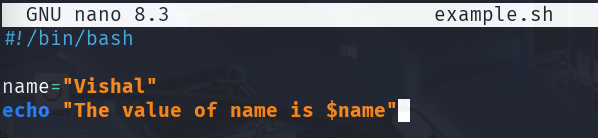 GNU nano 8.3 example.sh
#!/bin/bash
name="Vishal"
echo "The value of name is $name"